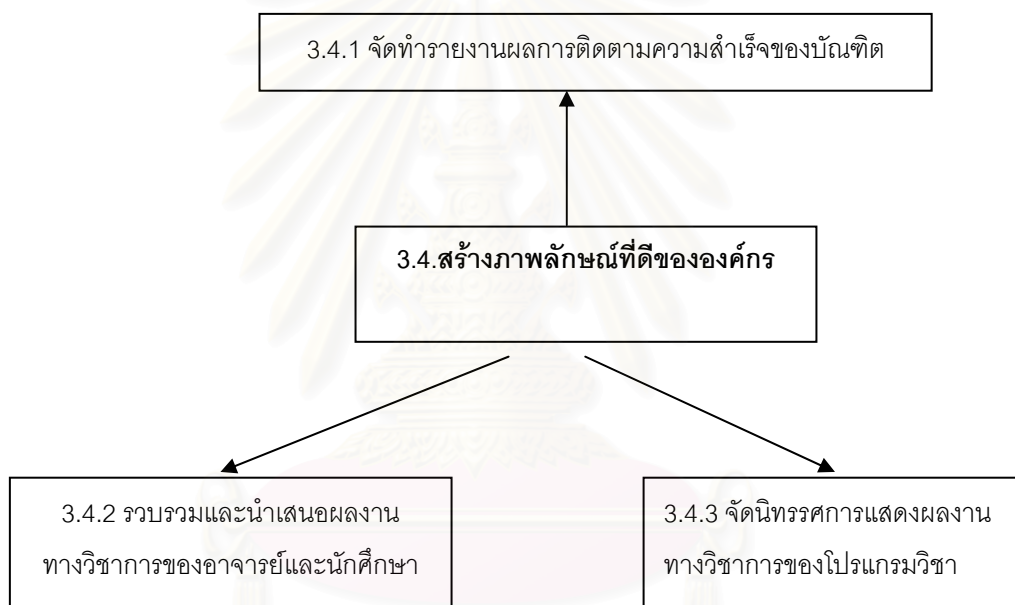 3.4.1 จัดทำรายงานผลการติดตามความสำเร็จของบัณฑิต
3.4.สร้างภาพลักษณ์ที่ดีขององค์กร
3.4.2 รวบรวมและนำเสนอผลงาน
ทางวิชาการของอาจารย์และนักศึกษา
3.4.3 จัดนิทรรศการแสดงผลงาน
ทางวิชาการของโปรแกรมวิชา